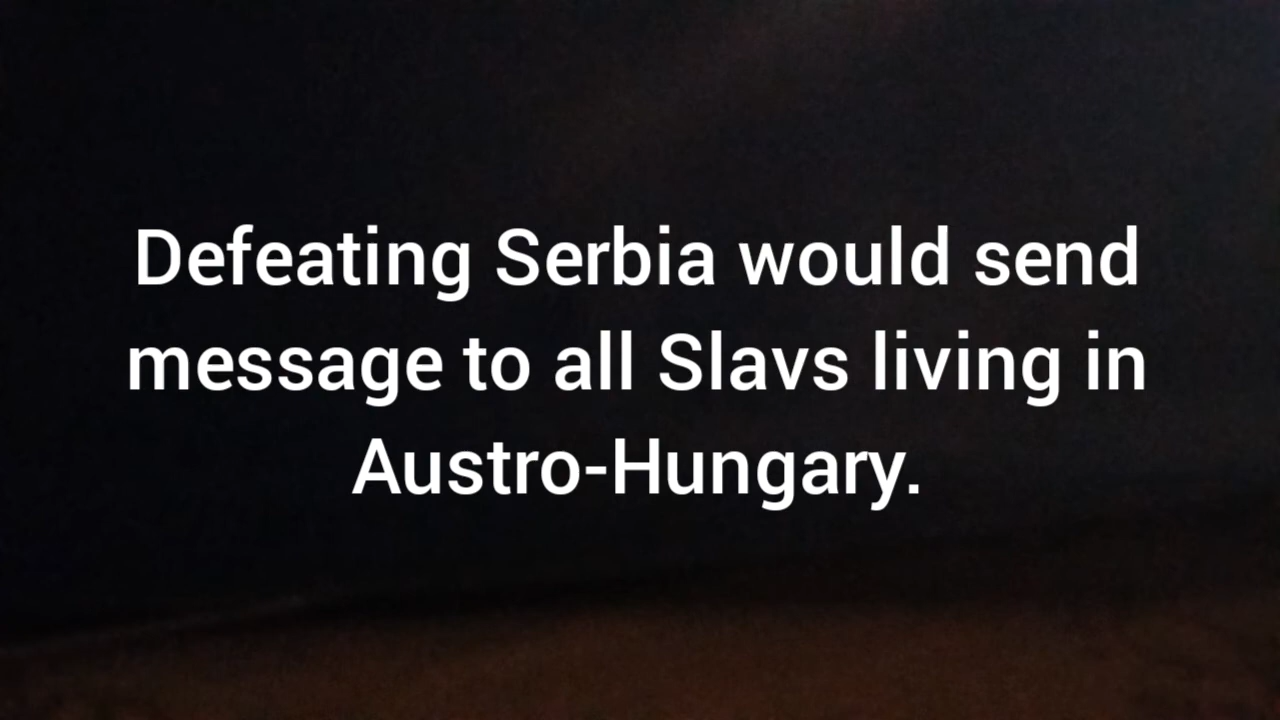 Defeating Serbia would send
message to all Slavs living in
Austro-Hungary.